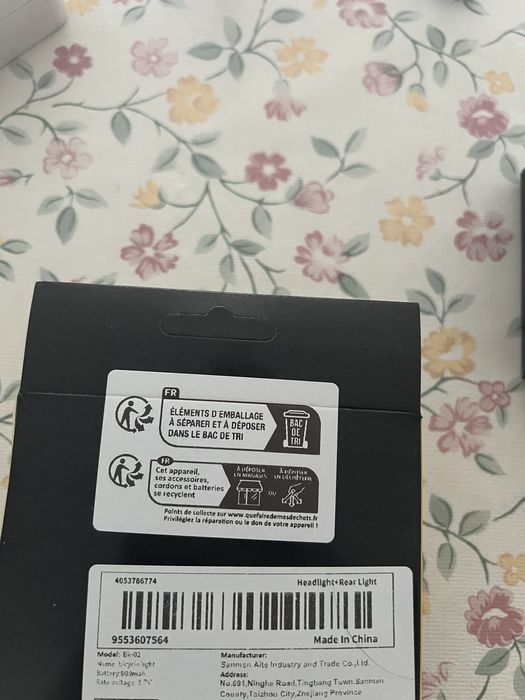 FR
ÉLÉMENTS D'EMBALLAGE
À SÉPARER ET À DÉPOSER
DANS LE BAC DE TRI
BAC
DE
TRI
FR
Cet appareil,
ses accessoires,
cordons et batteries
se recyclent
À DÉPOSER
EN MAGASIN
OU
À DÉPOSER
EN DÉCHÈTERIE
Points de collecte sur www.quefairedemesdechets.fr
Privilégiez la réparation ou le don de votre appareil !
4053786774
Headlight+Rear Light
9553607564
Made In China
Model: BK-02
Name: bicycle light
Battery 900mah
Rate voltage: 3.7V
Manufacturer:
Sanmen Aite Industry and Trade Co.,Ltd.
Address:
No.691,Ninghe Road,Tingbang Town,Sanmen
County,Taizhou City,Zhejiang Province